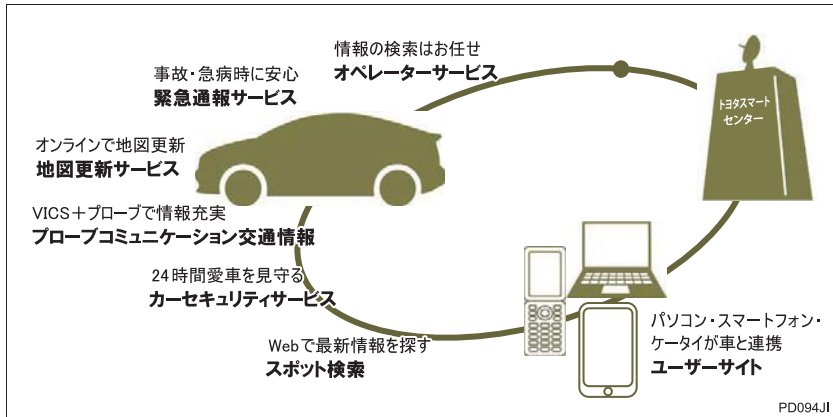 情報の検索はお任せ
オペレーターサービス
事故・急病時に安心
緊急通報サービス
トヨタスマート
センター
オンラインで地図更新
地図更新サービス
VICS＋プローブで情報充実
プローブコミュニケーション交通情報
24時間愛車を見守る
カーセキュリティサービス
Webで最新情報を探す
スポット検索
パソコン・スマートフォン・
ケータイが車と連携
ユーザーサイト
PD094JI